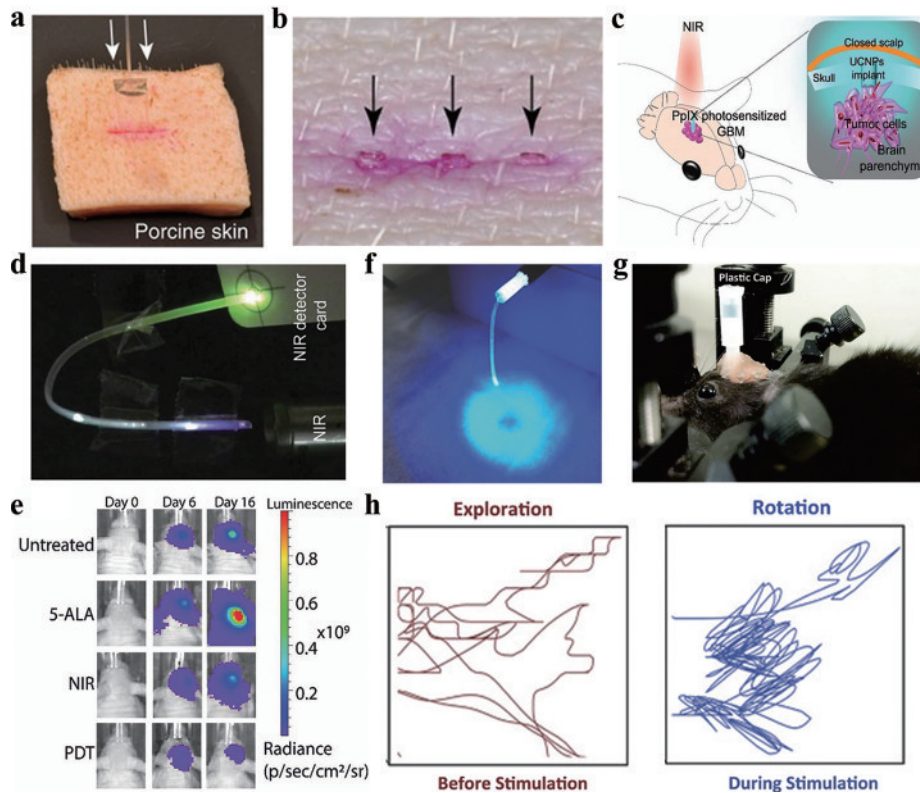 a
Porcine skin
b
c
NIR
PpIX photosensitized
GBM
Closed scalp
Skull
UCNPs
implant
Tumor cells
Brain
parenchym
d
NIR detector
card
NIR
f
g
Plastic Cap
e
Day 0 Day 6 Day 16
Luminescence
Untreated
5-ALA
NIR
PDT
0.8
0.6
×10⁹
0.4
0.2
Radiance
(p/sec/cm²/sr)
h
Exploration
Before Stimulation
Rotation
During Stimulation